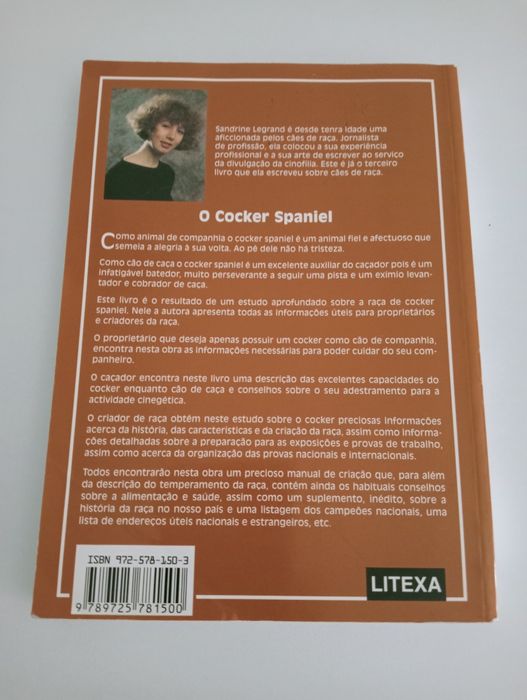 Sandrine Legrand é desde tenra idade uma
aficcionada pelos cães de raça. Jornalista
de profissão, ela colocou a sua experiência
profissional e a sua arte de escrever ao serviço
da divulgação da cinofilia. Este é já o terceiro
livro que ela escreveu sobre cães de raça.
O Cocker Spaniel
Como animal de companhia o cocker spaniel é um animal fiel e afectuoso que
semeia a alegria à sua volta. Ao pé dele não há tristeza.
Como cão de caça o cocker spaniel é um excelente auxiliar do caçador pois é um
infatigável batedor, muito perseverante a seguir uma pista e um exímio levan-
tador e cobrador de caça.
Este livro é o resultado de um estudo aprofundado sobre a raça de cocker
spaniel. Nele a autora apresenta todas as informações úteis para proprietários
e criadores da raça.
O proprietário que deseja apenas possuir um cocker como cão de companhia,
encontra nesta obra as informações necessárias para poder cuidar do seu com-
panheiro.
O caçador encontra neste livro uma descrição das excelentes capacidades do
cocker enquanto cão de caça e conselhos sobre o seu adestramento para a
actividade cinegética.
O criador de raça obtém neste estudo sobre o cocker preciosas informações
acerca da história, das características e da criação da raça, assim como informa-
ções detalhadas sobre a preparação para as exposições e provas de trabalho,
assim como acerca da organização das provas nacionais e internacionais.
Todos encontrarão nesta obra um precioso manual de criação que, para além
da descrição do temperamento da raça, contém ainda os habituais conselhos
sobre a alimentação e saúde, assim como um suplemento, inédito, sobre a
história da raça no nosso país e uma listagem dos campeões nacionais, uma
lista de endereços úteis nacionais e estrangeiros, etc.
ISBN 972-578-150-3
9 789725 781500
LITEXA